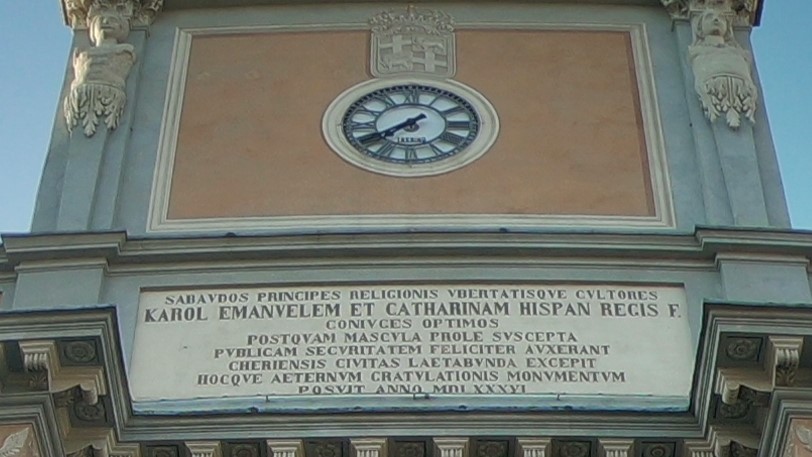 SABAVDOS PRINCIPES RELIGIONIS VBERTATISQVE CVLTORES
KAROL EMANVELEM ET CATHARINAM HISPAN REGIS F.
CONIVGES OPTIMOS
POSTQVAM MASCVLA PROLE SVSCEPTA
PVBLICAM SECVRITATEM FELICITER AVXERANT
CHERIENSIS CIVITAS LAETABVNDA EXCEPIT
HOCQVE AETERNVM GRATVLATIONIS MONVMENTVM
POSVIT ANNO MDLXXXVI